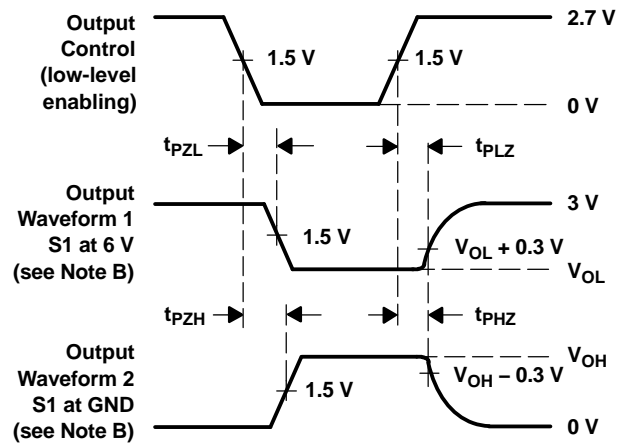 Output
Control
(low-level
enabling)
1.5 V
1.5 V
2.7 V
0 V
tPZL
tPLZ
Output
Waveform 1
S1 at 6 V
(see Note B)
1.5 V
3 V
VOL + 0.3 V
VOL
tPZH
tPHZ
Output
Waveform 2
S1 at GND
(see Note B)
1.5 V
VOH
VOH − 0.3 V
0 V